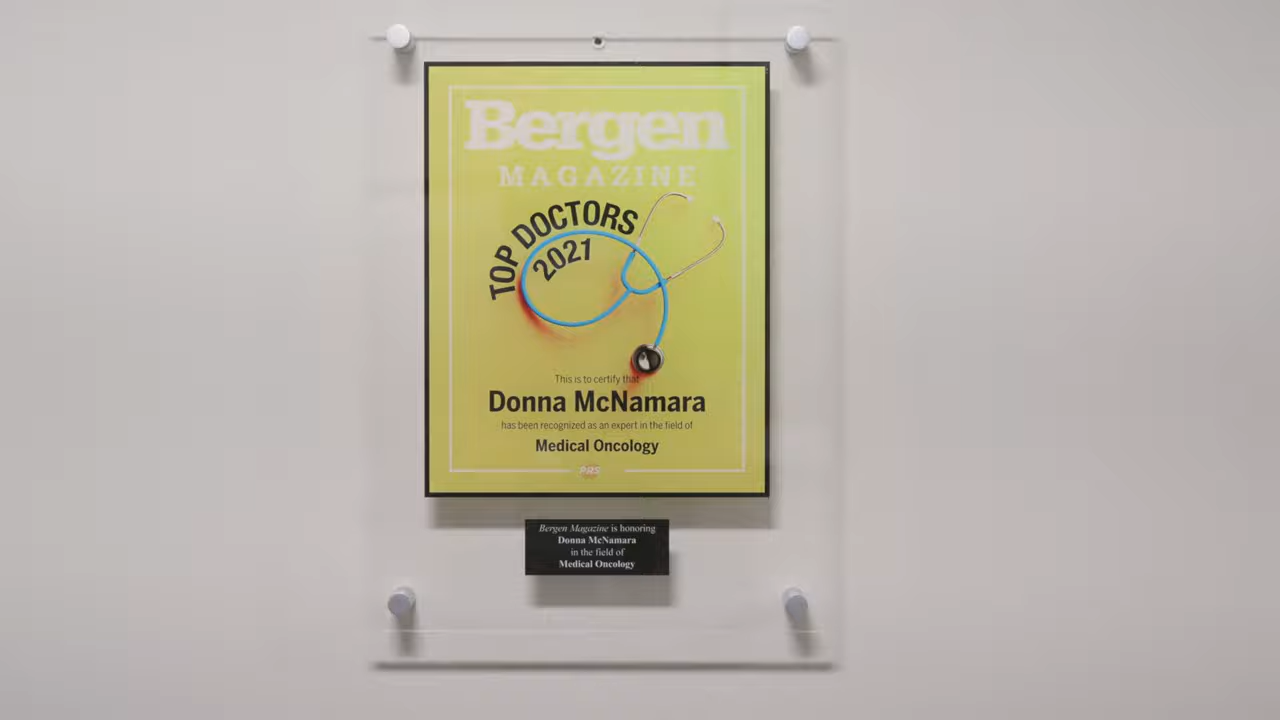 Bergen
MAGAZINE
TOP DOCTORS
2021
This is to certify that
Donna McNamara
has been recognized as an expert in the field of
Medical Oncology
Bergen Magazine is honoring
Donna McNamara
in the field of
Medical Oncology